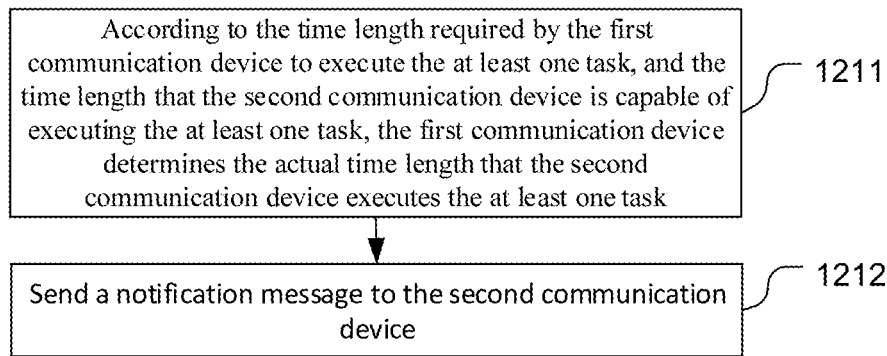 According to the time length required by the first
communication device to execute the at least one task, and the
time length that the second communication device is capable of
executing the at least one task, the first communication device
determines the actual time length that the second
communication device executes the at least one task
1211
Send a notification message to the second communication
device
1212